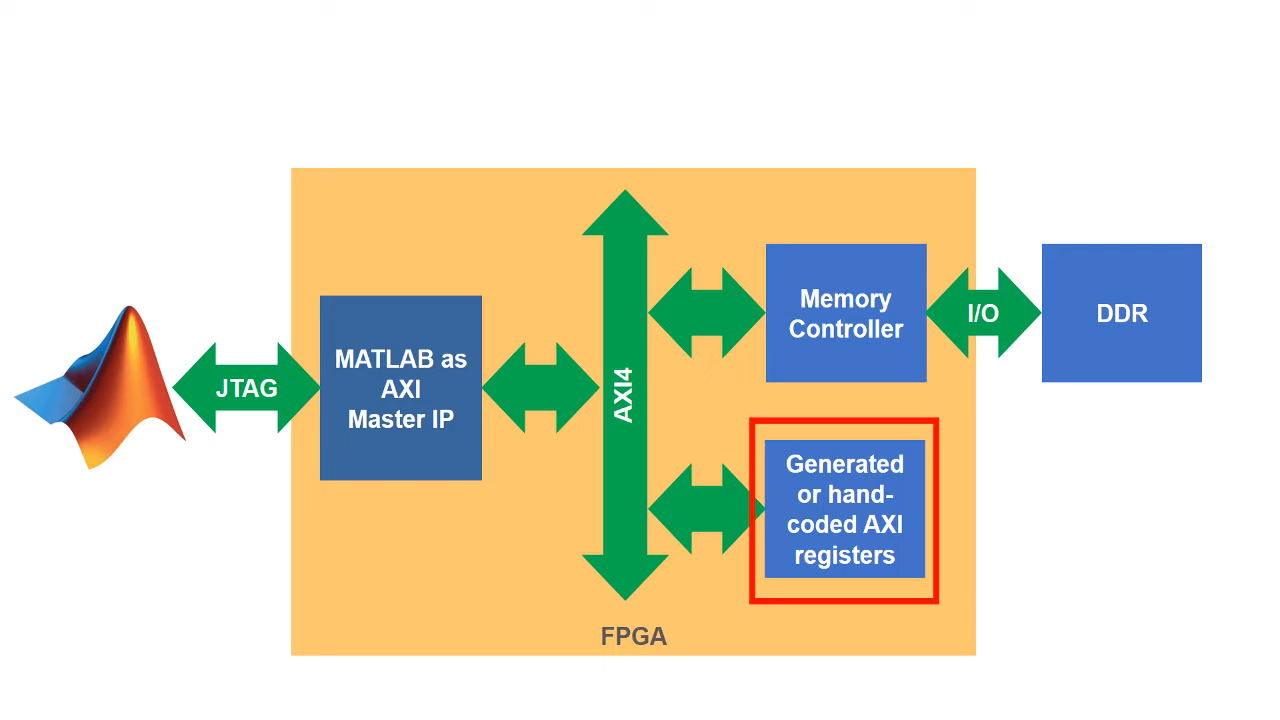 JTAG
MATLAB as
AXI
Master IP
AXI4
Memory
Controller
I/O
DDR
Generated
or hand-
coded AXI
registers
FPGA